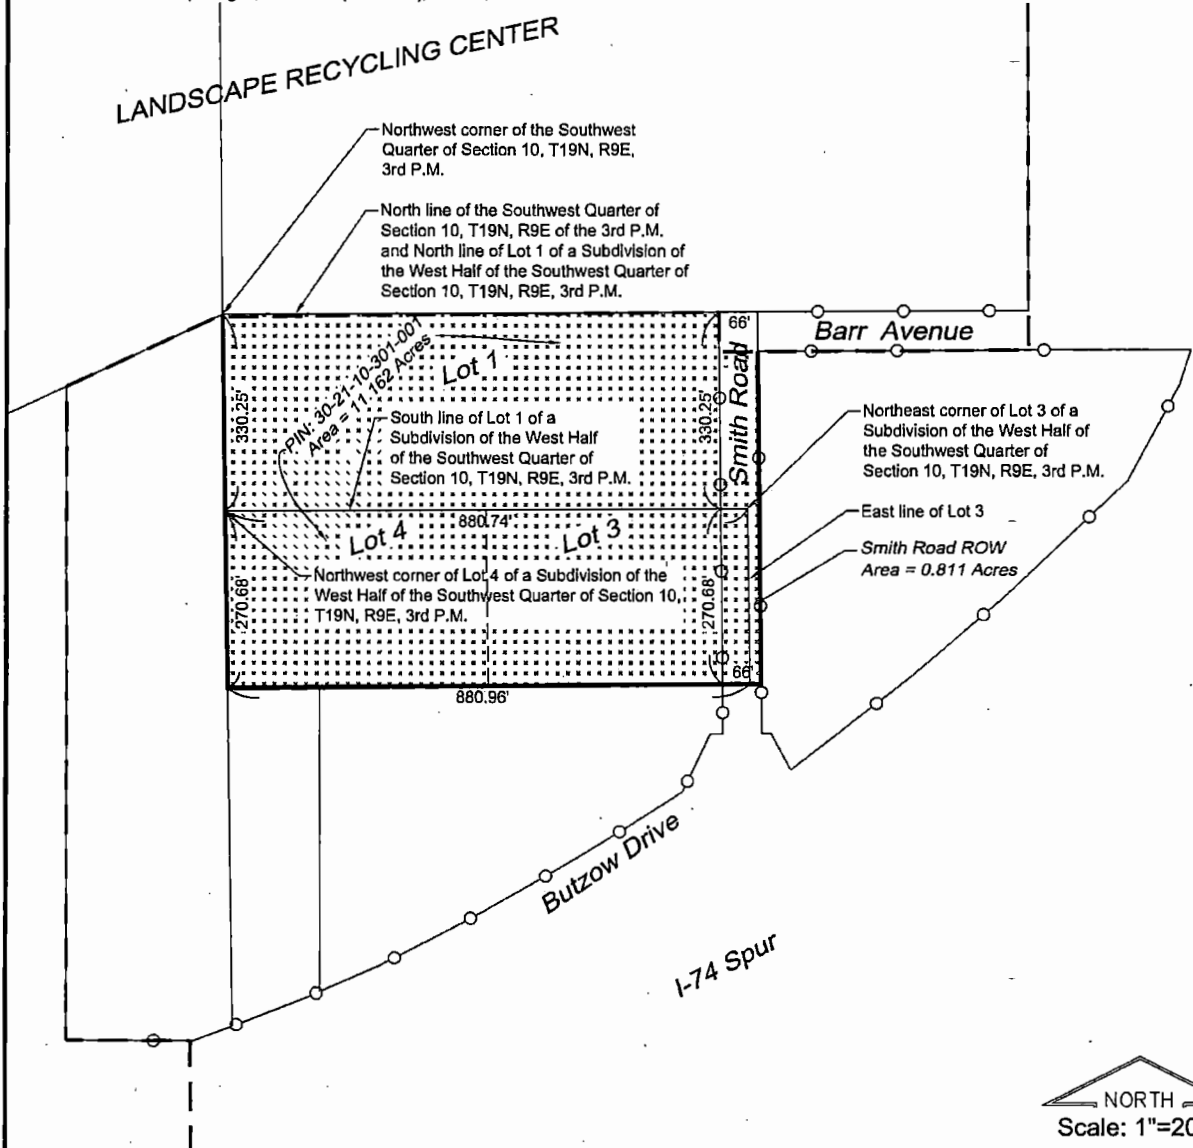 LANDSCAPE RECYCLING CENTER
Northwest corner of the Southwest
Quarter of Section 10, T19N, R9E,
3rd P.M.
North line of the Southwest Quarter of
Section 10, T19N, R9E of the 3rd P.M.
and North line of Lot 1 of a Subdivision of
the West Half of the Southwest Quarter of
Section 10, T19N, R9E, 3rd P.M.
66'
Barr Avenue
Smith Road
PIN: 30-21-10-301-001
Area = 11.162 Acres
Lot 1
330.25'
330.25'
South line of Lot 1 of a
Subdivision of the West Half
of the Southwest Quarter of
Section 10, T19N, R9E, 3rd P.M.
Northeast corner of Lot 3 of a
Subdivision of the West Half of
the Southwest Quarter of
Section 10, T19N, R9E, 3rd P.M.
East line of Lot 3
880.74'
Lot 4
Lot 3
Smith Road ROW
Area = 0.811 Acres
Northwest corner of Lot 4 of a Subdivision of the
West Half of the Southwest Quarter of Section 10,
T19N, R9E, 3rd P.M.
270.68'
270.68'
66'
880.96'
Butzow Drive
I-74 Spur
NORTH
Scale: 1"=20